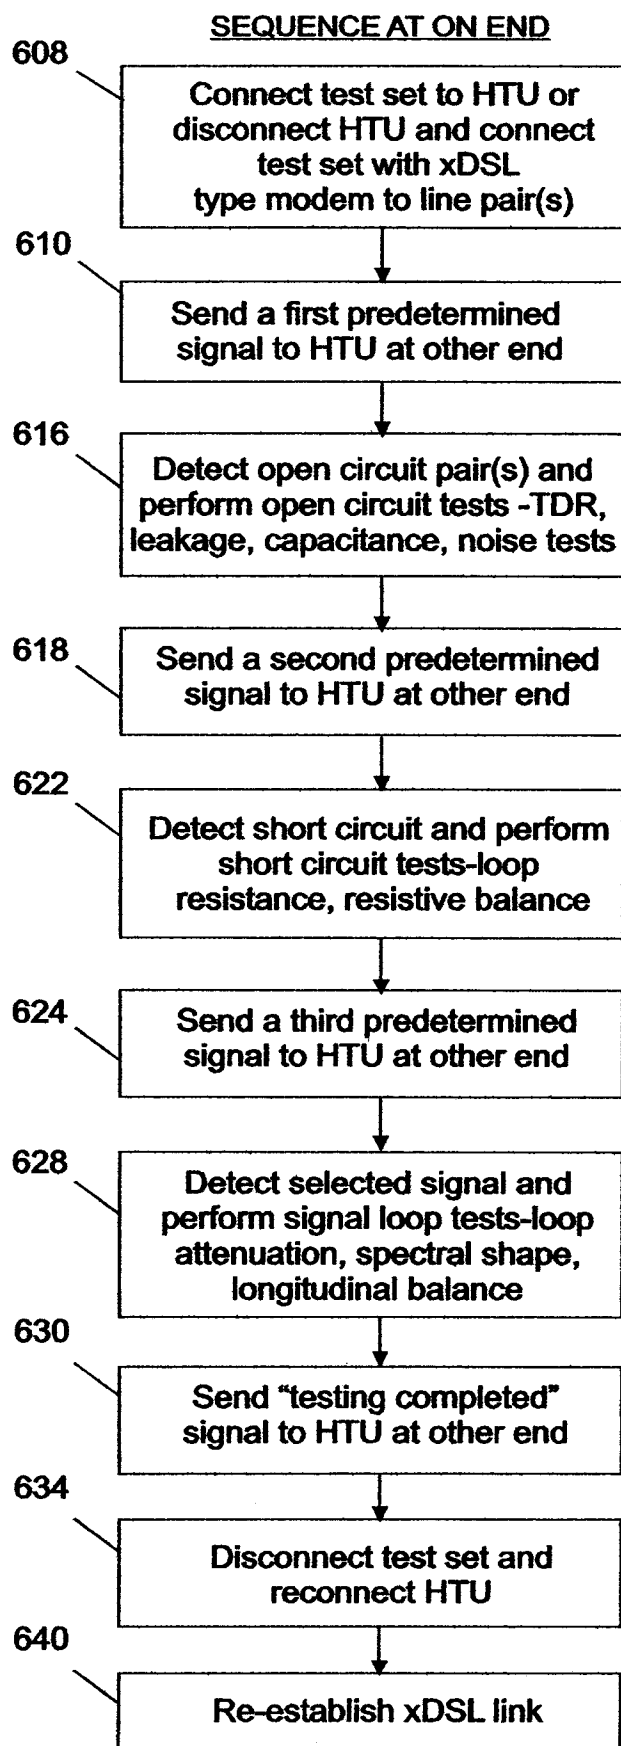 SEQUENCE AT ON END
608
Connect test set to HTU or
disconnect HTU and connect
test set with xDSL
type modem to line pair(s)
610
Send a first predetermined
signal to HTU at other end
616
Detect open circuit pair(s) and
perform open circuit tests -TDR,
leakage, capacitance, noise tests
618
Send a second predetermined
signal to HTU at other end
622
Detect short circuit and perform
short circuit tests-loop
resistance, resistive balance
624
Send a third predetermined
signal to HTU at other end
628
Detect selected signal and
perform signal loop tests-loop
attenuation, spectral shape,
longitudinal balance
630
Send “testing completed”
signal to HTU at other end
634
Disconnect test set and
reconnect HTU
640
Re-establish xDSL link